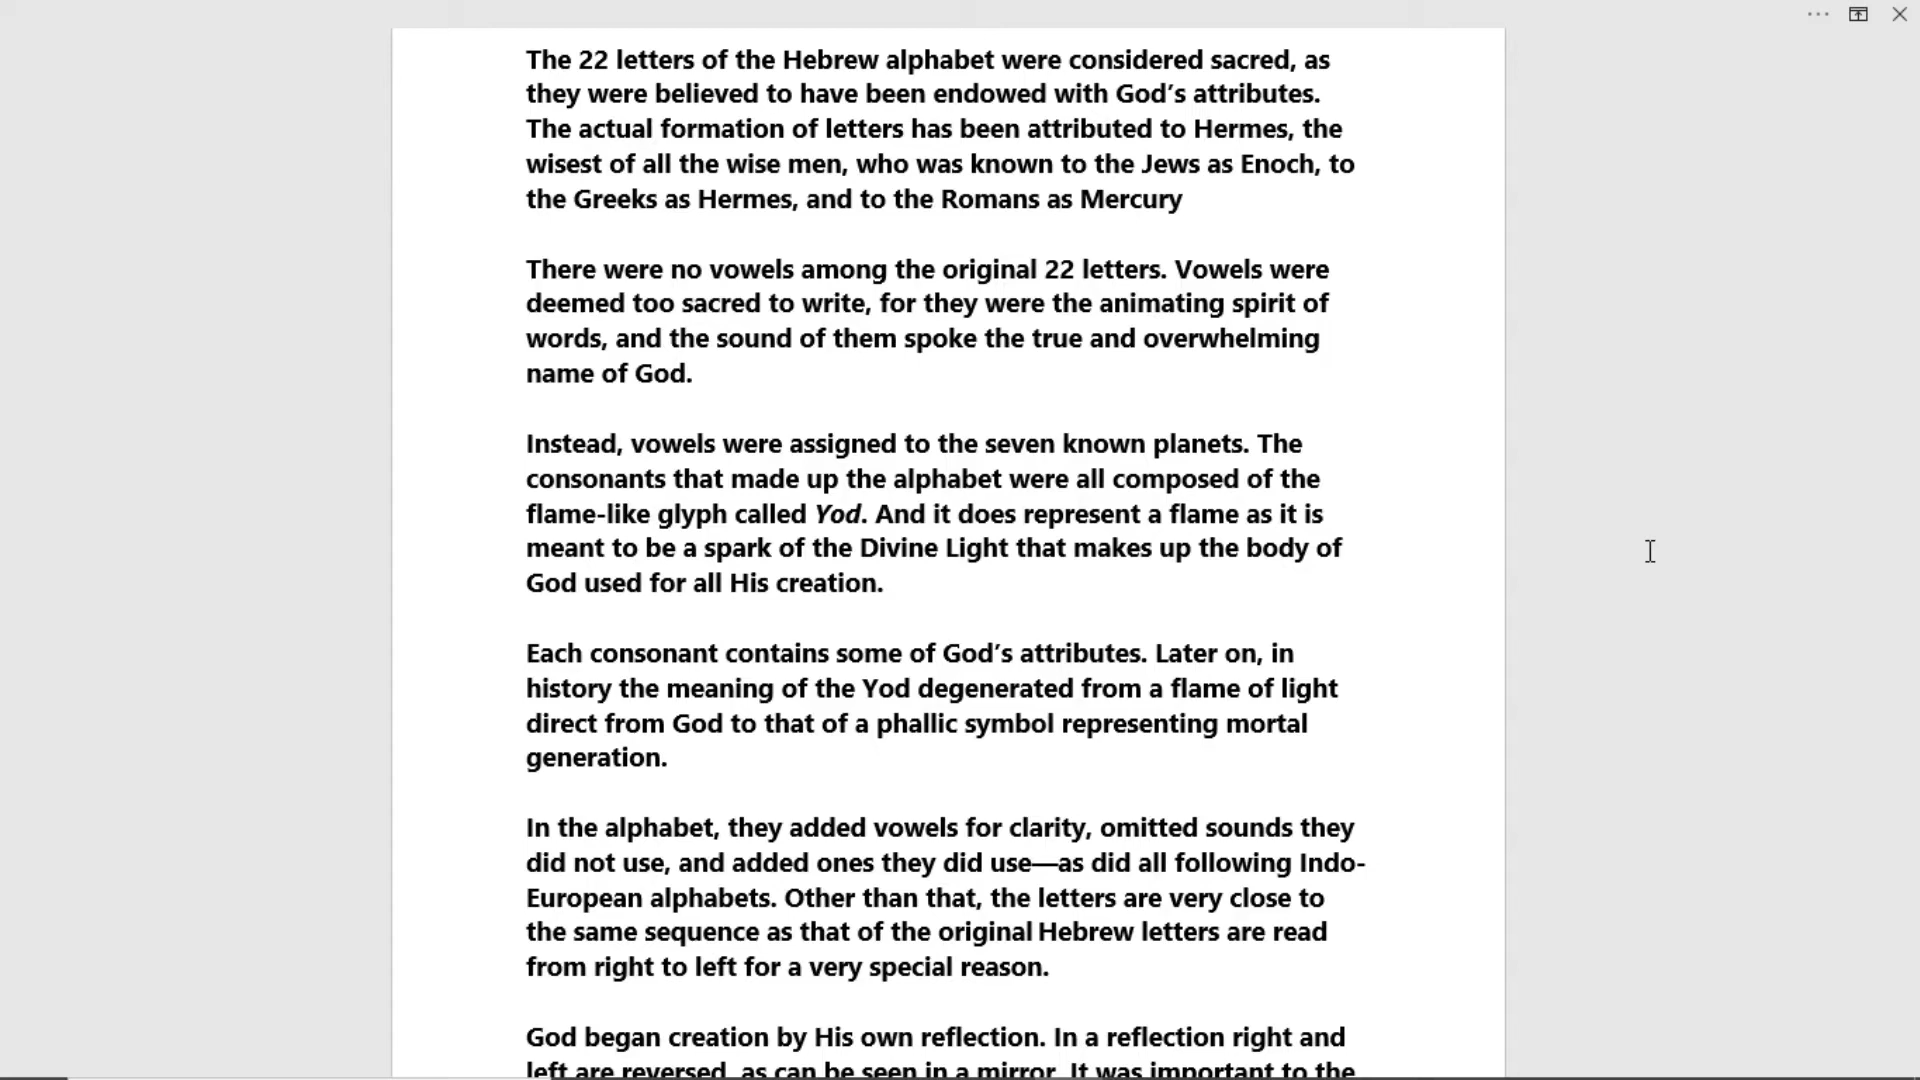 The 22 letters of the Hebrew alphabet were considered sacred, as
they were believed to have been endowed with God’s attributes.
The actual formation of letters has been attributed to Hermes, the
wisest of all the wise men, who was known to the Jews as Enoch, to
the Greeks as Hermes, and to the Romans as Mercury
There were no vowels among the original 22 letters. Vowels were
deemed too sacred to write, for they were the animating spirit of
words, and the sound of them spoke the true and overwhelming
name of God.
Instead, vowels were assigned to the seven known planets. The
consonants that made up the alphabet were all composed of the
flame-like glyph called Yod. And it does represent a flame as it is
meant to be a spark of the Divine Light that makes up the body of
God used for all His creation.
Each consonant contains some of God’s attributes. Later on, in
history the meaning of the Yod degenerated from a flame of light
direct from God to that of a phallic symbol representing mortal
generation.
In the alphabet, they added vowels for clarity, omitted sounds they
did not use, and added ones they did use—as did all following Indo-
European alphabets. Other than that, the letters are very close to
the same sequence as that of the original Hebrew letters are read
from right to left for a very special reason.
God began creation by His own reflection. In a reflection right and
left are reversed, as can be seen in a mirror. It was important to the